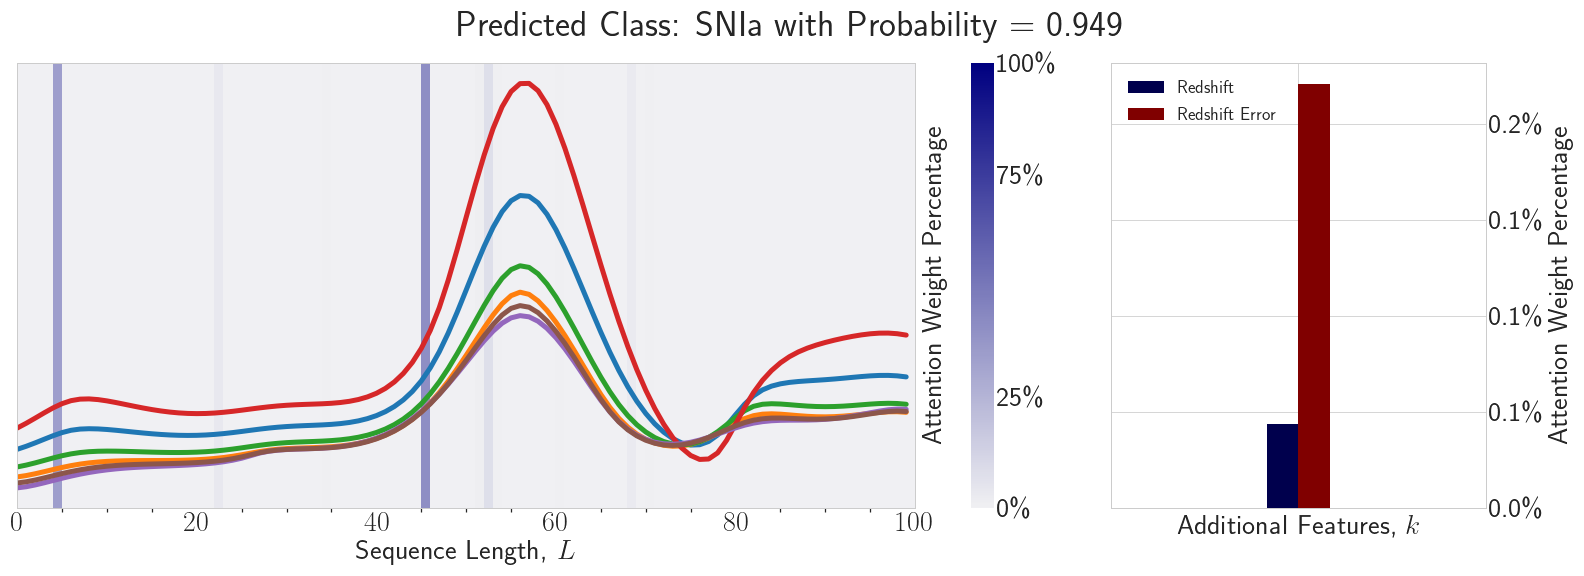 Predicted Class: SNIa with Probability = 0.949
0
20
40
60
80
100
Sequence Length, L
Attention Weight Percentage
100%
75%
25%
0%
Redshift
Redshift Error
Additional Features, k
0.2%
0.1%
0.1%
0.1%
0.0%
Attention Weight Percentage